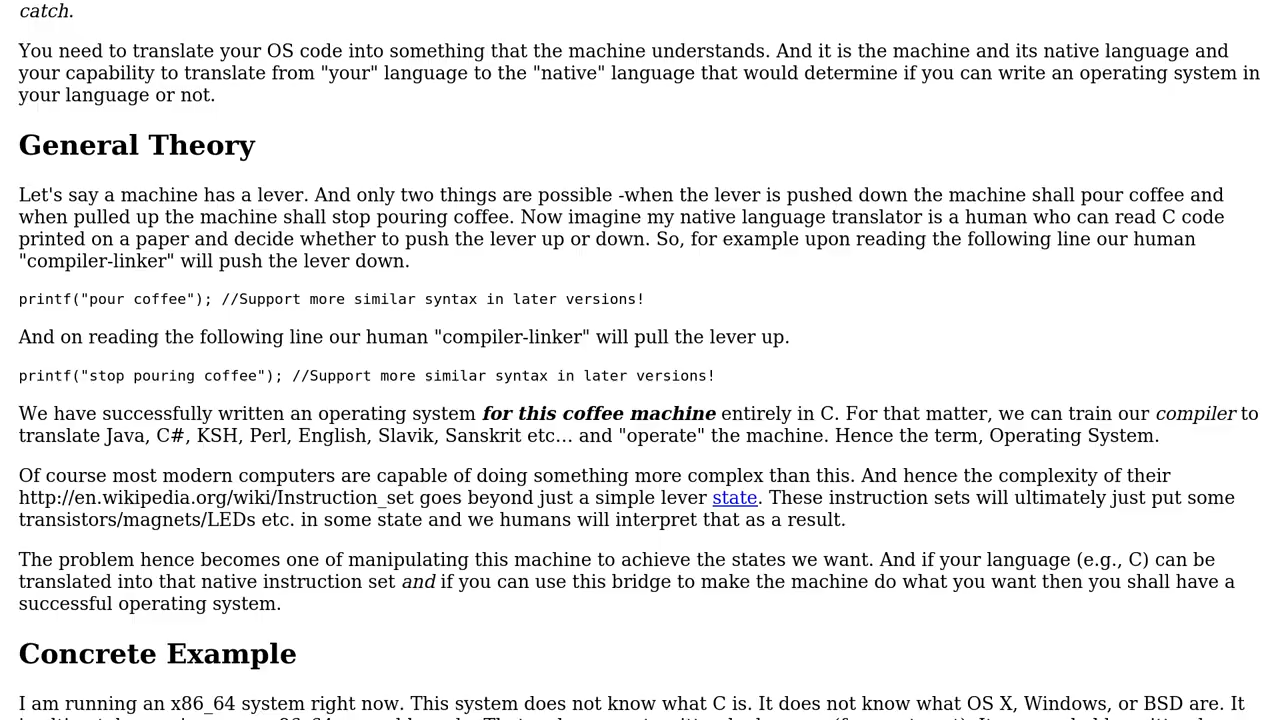 catch.
You need to translate your OS code into something that the machine understands. And it is the machine and its native language and
your capability to translate from "your" language to the "native" language that would determine if you can write an operating system in
your language or not.
General Theory
Let's say a machine has a lever. And only two things are possible -when the lever is pushed down the machine shall pour coffee and
when pulled up the machine shall stop pouring coffee. Now imagine my native language translator is a human who can read C code
printed on a paper and decide whether to push the lever up or down. So, for example upon reading the following line our human
"compiler-linker" will push the lever down.
printf("pour coffee"); //Support more similar syntax in later versions!
And on reading the following line our human "compiler-linker" will pull the lever up.
printf("stop pouring coffee"); //Support more similar syntax in later versions!
We have successfully written an operating system for this coffee machine entirely in C. For that matter, we can train our compiler to
translate Java, C#, KSH, Perl, English, Slavik, Sanskrit etc… and "operate" the machine. Hence the term, Operating System.
Of course most modern computers are capable of doing something more complex than this. And hence the complexity of their
http://en.wikipedia.org/wiki/Instruction_set goes beyond just a simple lever state. These instruction sets will ultimately just put some
transistors/magnets/LEDs etc. in some state and we humans will interpret that as a result.
The problem hence becomes one of manipulating this machine to achieve the states we want. And if your language (e.g., C) can be
translated into that native instruction set and if you can use this bridge to make the machine do what you want then you shall have a
successful operating system.
Concrete Example
I am running an x86_64 system right now. This system does not know what C is. It does not know what OS X, Windows, or BSD are. It